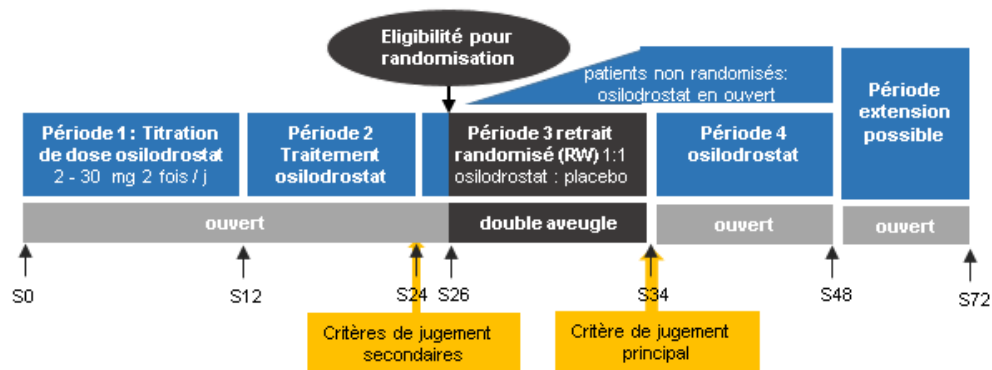 Eligibilité pour
randomisation
patients non randomisés:
osilodrostat en ouvert
Période
extension
possible
Période 1 : Titration
de dose osilodrostat
2 - 30 mg 2 fois / j
Période 2
Traitement
osilodrostat
Période 3 retrait
randomisé (RW) 1:1
osilodrostat : placebo
Période 4
osilodrostat
ouvert
double aveugle
ouvert
ouvert
S0
S12
S24
S26
S34
S48
S72
Critères de jugement
secondaires
Critère de jugement
principal